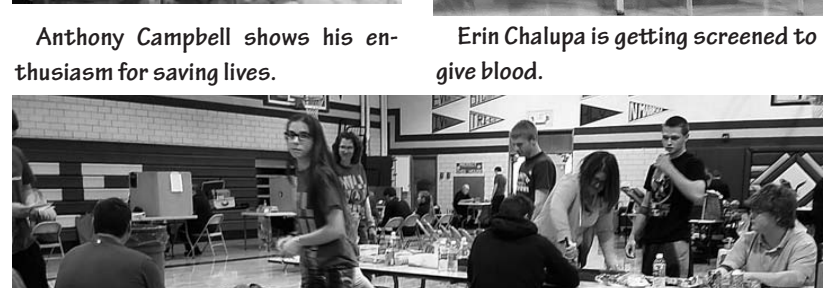 Anthony Campbell shows his en-
thusiasm for saving lives.
Erin Chalupa is getting screened to
give blood.